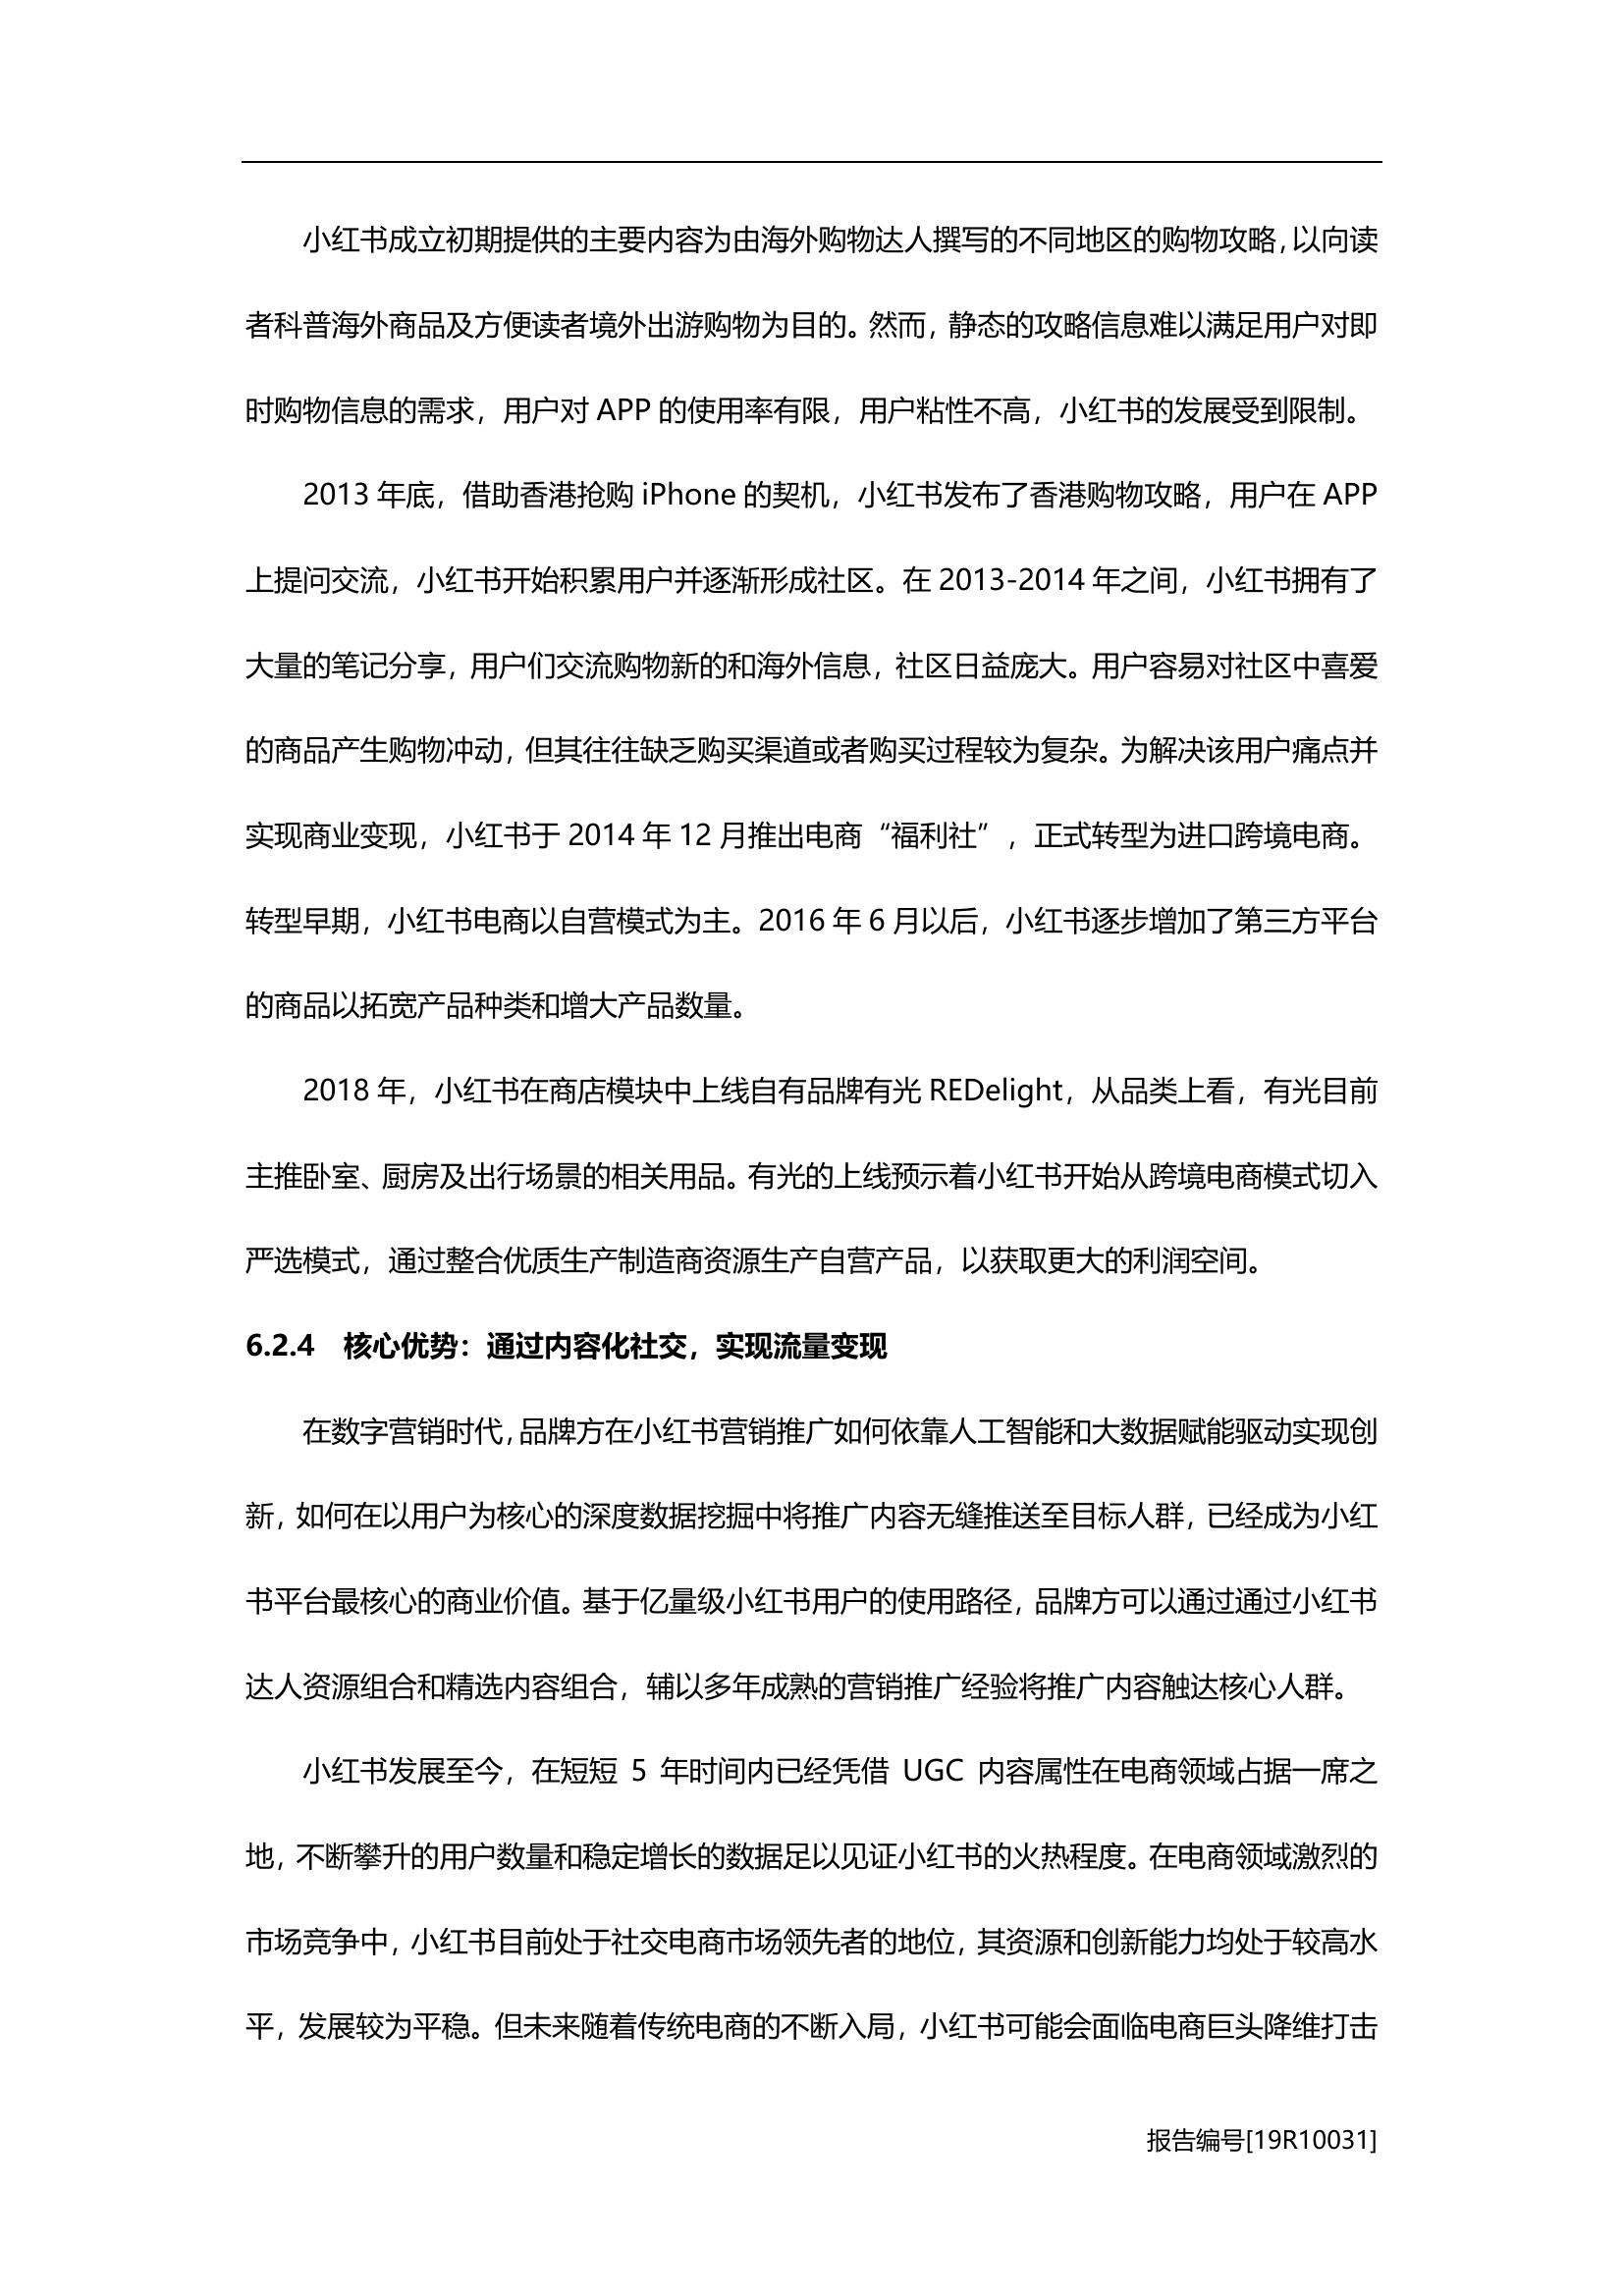 小红书成立初期提供的主要内容为由海外购物达人撰写的不同地区的购物攻略，以向读
者科普海外商品及方便读者境外出游购物为目的。然而，静态的攻略信息难以满足用户对即
时购物信息的需求，用户对 APP 的使用率有限，用户粘性不高，小红书的发展受到限制。
2013 年底，借助香港抢购 iPhone 的契机，小红书发布了香港购物攻略，用户在 APP
上提问交流，小红书开始积累用户并逐渐形成社区。在 2013-2014 年之间，小红书拥有了
大量的笔记分享，用户们交流购物新的和海外信息，社区日益庞大。用户容易对社区中喜爱
的商品产生购物冲动，但其往往缺乏购买渠道或者购买过程较为复杂。为解决该用户痛点并
实现商业变现，小红书于 2014 年 12 月推出电商“福利社”，正式转型为进口跨境电商。
转型早期，小红书电商以自营模式为主。2016 年 6 月以后，小红书逐步增加了第三方平台
的商品以拓宽产品种类和增大产品数量。
2018 年，小红书在商店模块中上线自有品牌有光 REDelight，从品类上看，有光目前
主推卧室、厨房及出行场景的相关用品。有光的上线预示着小红书开始从跨境电商模式切入
严选模式，通过整合优质生产制造商资源生产自营产品，以获取更大的利润空间。
6.2.4 核心优势：通过内容化社交，实现流量变现
在数字营销时代，品牌方在小红书营销推广如何依靠人工智能和大数据赋能驱动实现创
新，如何在以用户为核心的深度数据挖掘中将推广内容无缝推送至目标人群，已经成为小红
书平台最核心的商业价值。基于亿量级小红书用户的使用路径，品牌方可以通过通过小红书
达人资源组合和精选内容组合，辅以多年成熟的营销推广经验将推广内容触达核心人群。
小红书发展至今，在短短 5 年时间内已经凭借 UGC 内容属性在电商领域占据一席之
地，不断攀升的用户数量和稳定增长的数据足以见证小红书的火热程度。在电商领域激烈的
市场竞争中，小红书目前处于社交电商市场领先者的地位，其资源和创新能力均处于较高水
平，发展较为平稳。但未来随着传统电商的不断入局，小红书可能会面临电商巨头降维打击
报告编号[19R10031]